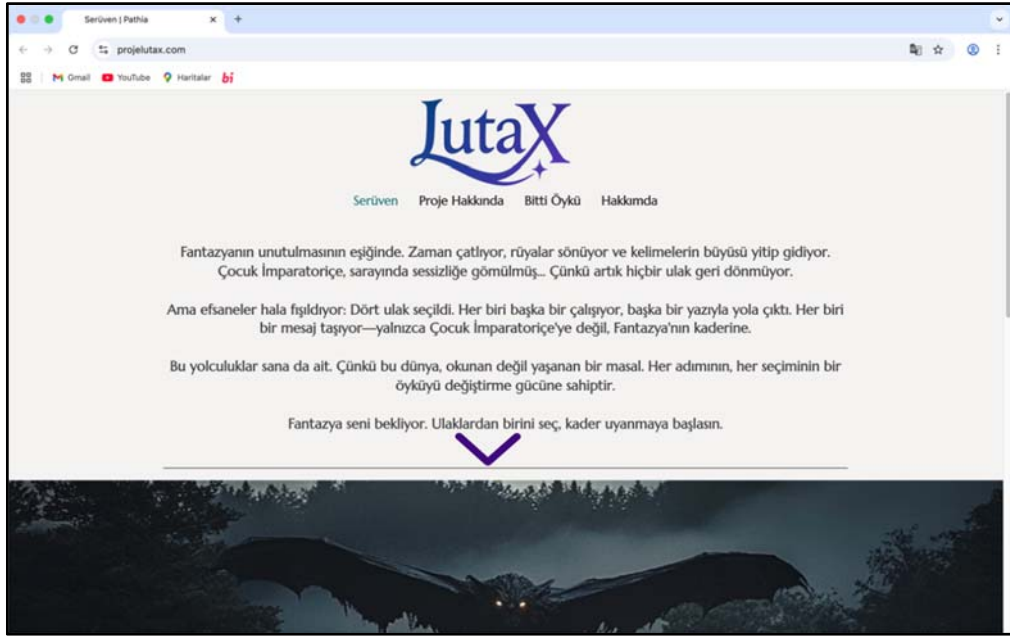 Serüven | Pathia
projelutax.com
Gmail YouTube Haritalar bi
LutaX
Serüven Proje Hakkında Bitti Öykü Hakkımda
Fantazyanın unutulmasının eşiğinde. Zaman çatlıyor, rüyalar sönüyor ve kelimelerin büyüsü yitip gidiyor.
Çocuk İmparatoriçe, sarayında sessizliğe gömülmüş... Çünkü artık hiçbir ulak geri dönmüyor.
Ama efsaneler hala fışıldıyor: Dört ulak seçildi. Her biri başka bir çalışıyor, başka bir yazıyla yola çıktı. Her biri
bir mesaj taşıyor—yalnızca Çocuk İmparatoriçe'ye değil, Fantazya'nın kaderine.
Bu yolculuklar sana da ait. Çünkü bu dünya, okunan değil yaşanan bir masal. Her adımının, her seçiminin bir
öyküyü değiştirme gücüne sahiptir.
Fantazya seni bekliyor. Ulaklardan birini seç, kader uyanmaya başlasın.